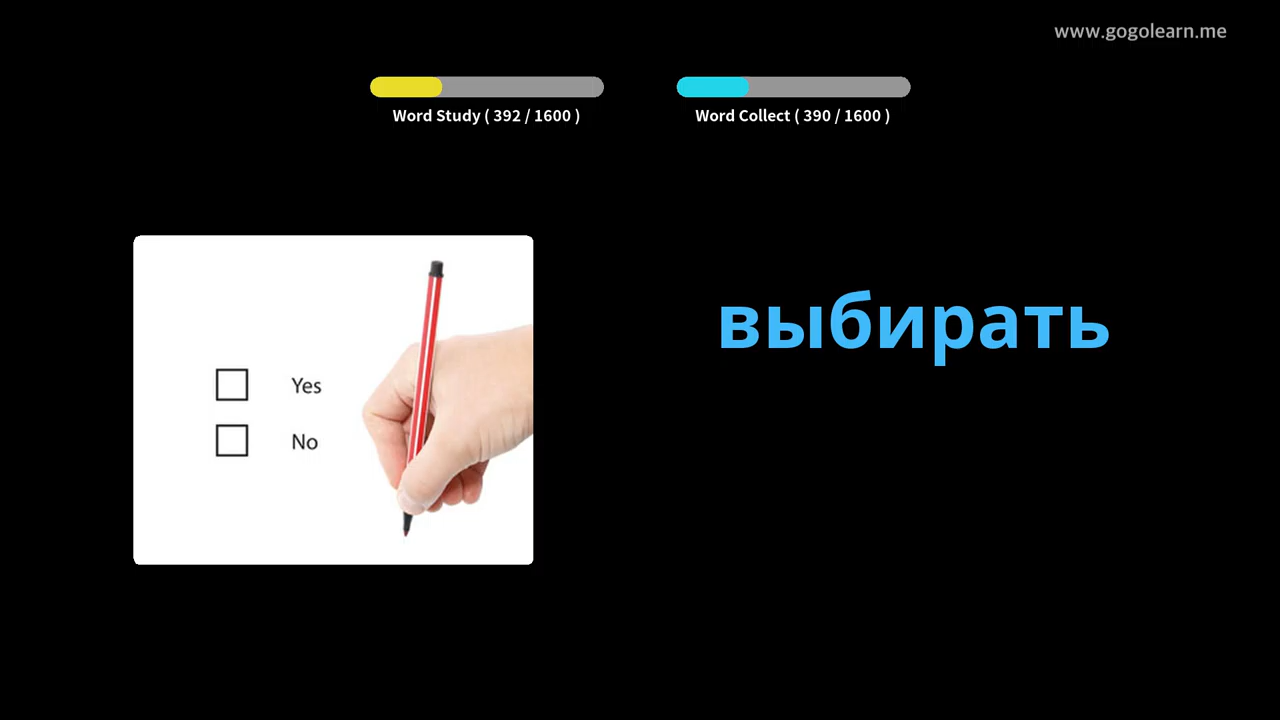 www.gogolearn.me
Word Study ( 392 / 1600 )
Word Collect ( 390 / 1600 )
выбирать
Yes
No